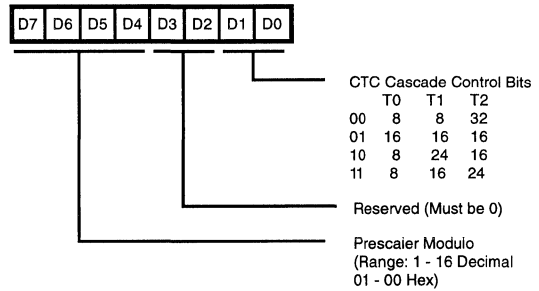 D7 D6 D5 D4 D3 D2 D1 D0
CTC Cascade Control Bits
T0 T1 T2
00 8 8 32
01 16 16 16
10 8 24 16
11 8 16 24
Reserved (Must be 0)
Prescaier Modulo
(Range: 1 - 16 Decimal
01 - 00 Hex)